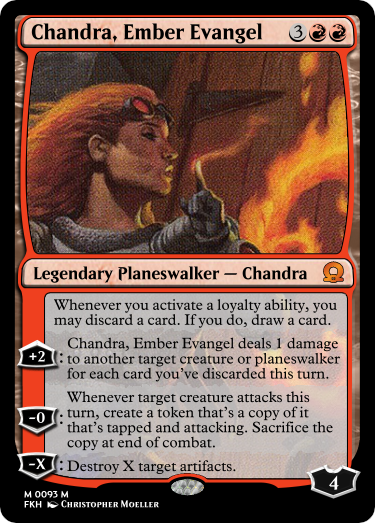 Chandra, Ember Evangel 3
Legendary Planeswalker — Chandra
Whenever you activate a loyalty ability, you
may discard a card. If you do, draw a card.
+2: Chandra, Ember Evangel deals 1 damage
to another target creature or planeswalker
for each card you've discarded this turn.
-0: Whenever target creature attacks this
turn, create a token that's a copy of it
that's tapped and attacking. Sacrifice the
copy at end of combat.
-X: Destroy X target artifacts.
4
M 0093 M
FKH Christopher Moeller